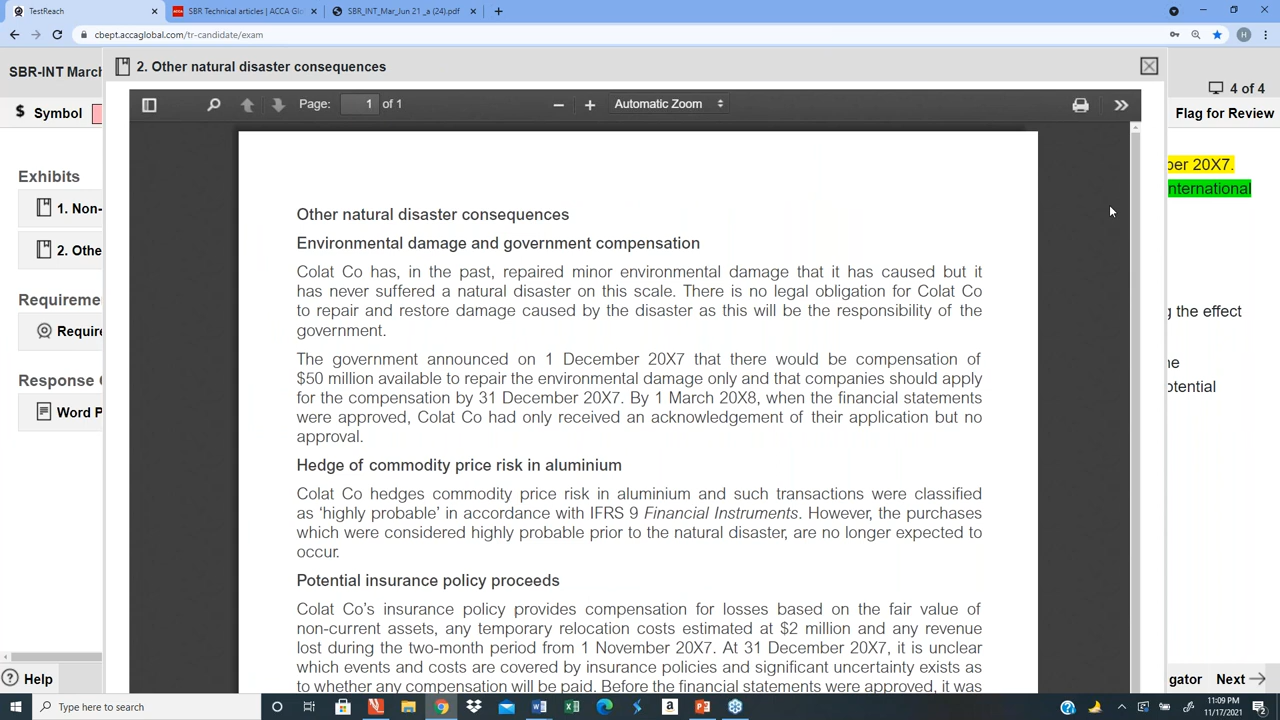 TestReach
SBR Technical articles | ACCA Glo
SBR_INT_Mar_Jun 21 _a (24).pdf
cbept.accaglobal.com/tr-candidate/exam
H
SBR-INT March
2. Other natural disaster consequences
4 of 4
$ Symbol
Page: 1 of 1
Automatic Zoom
Flag for Review
Exhibits
1. Non-
2. Othe
Requireme
Require
Response
Word P
ber 20X7.
nternational
g the effect
ne
otential
Other natural disaster consequences
Environmental damage and government compensation
Colat Co has, in the past, repaired minor environmental damage that it has caused but it
has never suffered a natural disaster on this scale. There is no legal obligation for Colat Co
to repair and restore damage caused by the disaster as this will be the responsibility of the
government.
The government announced on 1 December 20X7 that there would be compensation of
$50 million available to repair the environmental damage only and that companies should apply
for the compensation by 31 December 20X7. By 1 March 20X8, when the financial statements
were approved, Colat Co had only received an acknowledgement of their application but no
approval.
Hedge of commodity price risk in aluminium
Colat Co hedges commodity price risk in aluminium and such transactions were classified
as ‘highly probable’ in accordance with IFRS 9 Financial Instruments. However, the purchases
which were considered highly probable prior to the natural disaster, are no longer expected to
occur.
Potential insurance policy proceeds
Colat Co’s insurance policy provides compensation for losses based on the fair value of
non-current assets, any temporary relocation costs estimated at $2 million and any revenue
lost during the two-month period from 1 November 20X7. At 31 December 20X7, it is unclear
which events and costs are covered by insurance policies and significant uncertainty exists as
to whether any compensation will be paid. Before the financial statements were approved, it was
Help
gator
Next
Type here to search
11:09 PM
11/17/2021